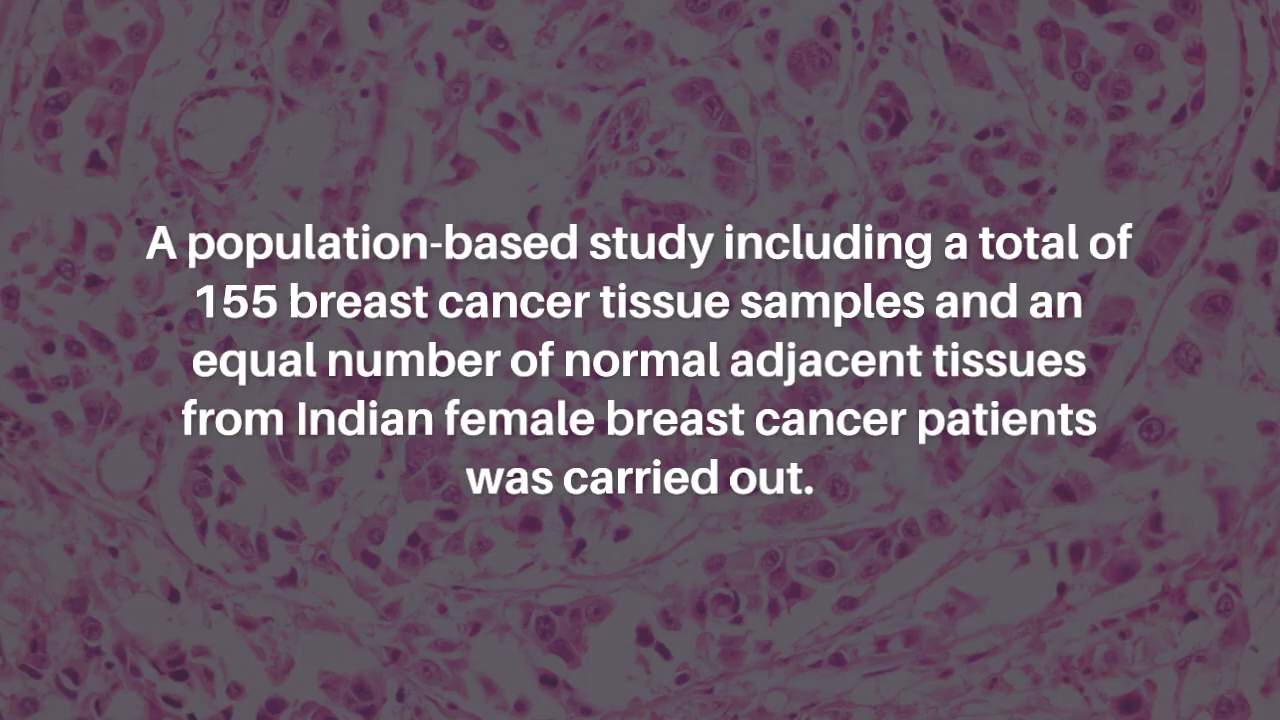 A population-based study including a total of
155 breast cancer tissue samples and an
equal number of normal adjacent tissues
from Indian female breast cancer patients
was carried out.